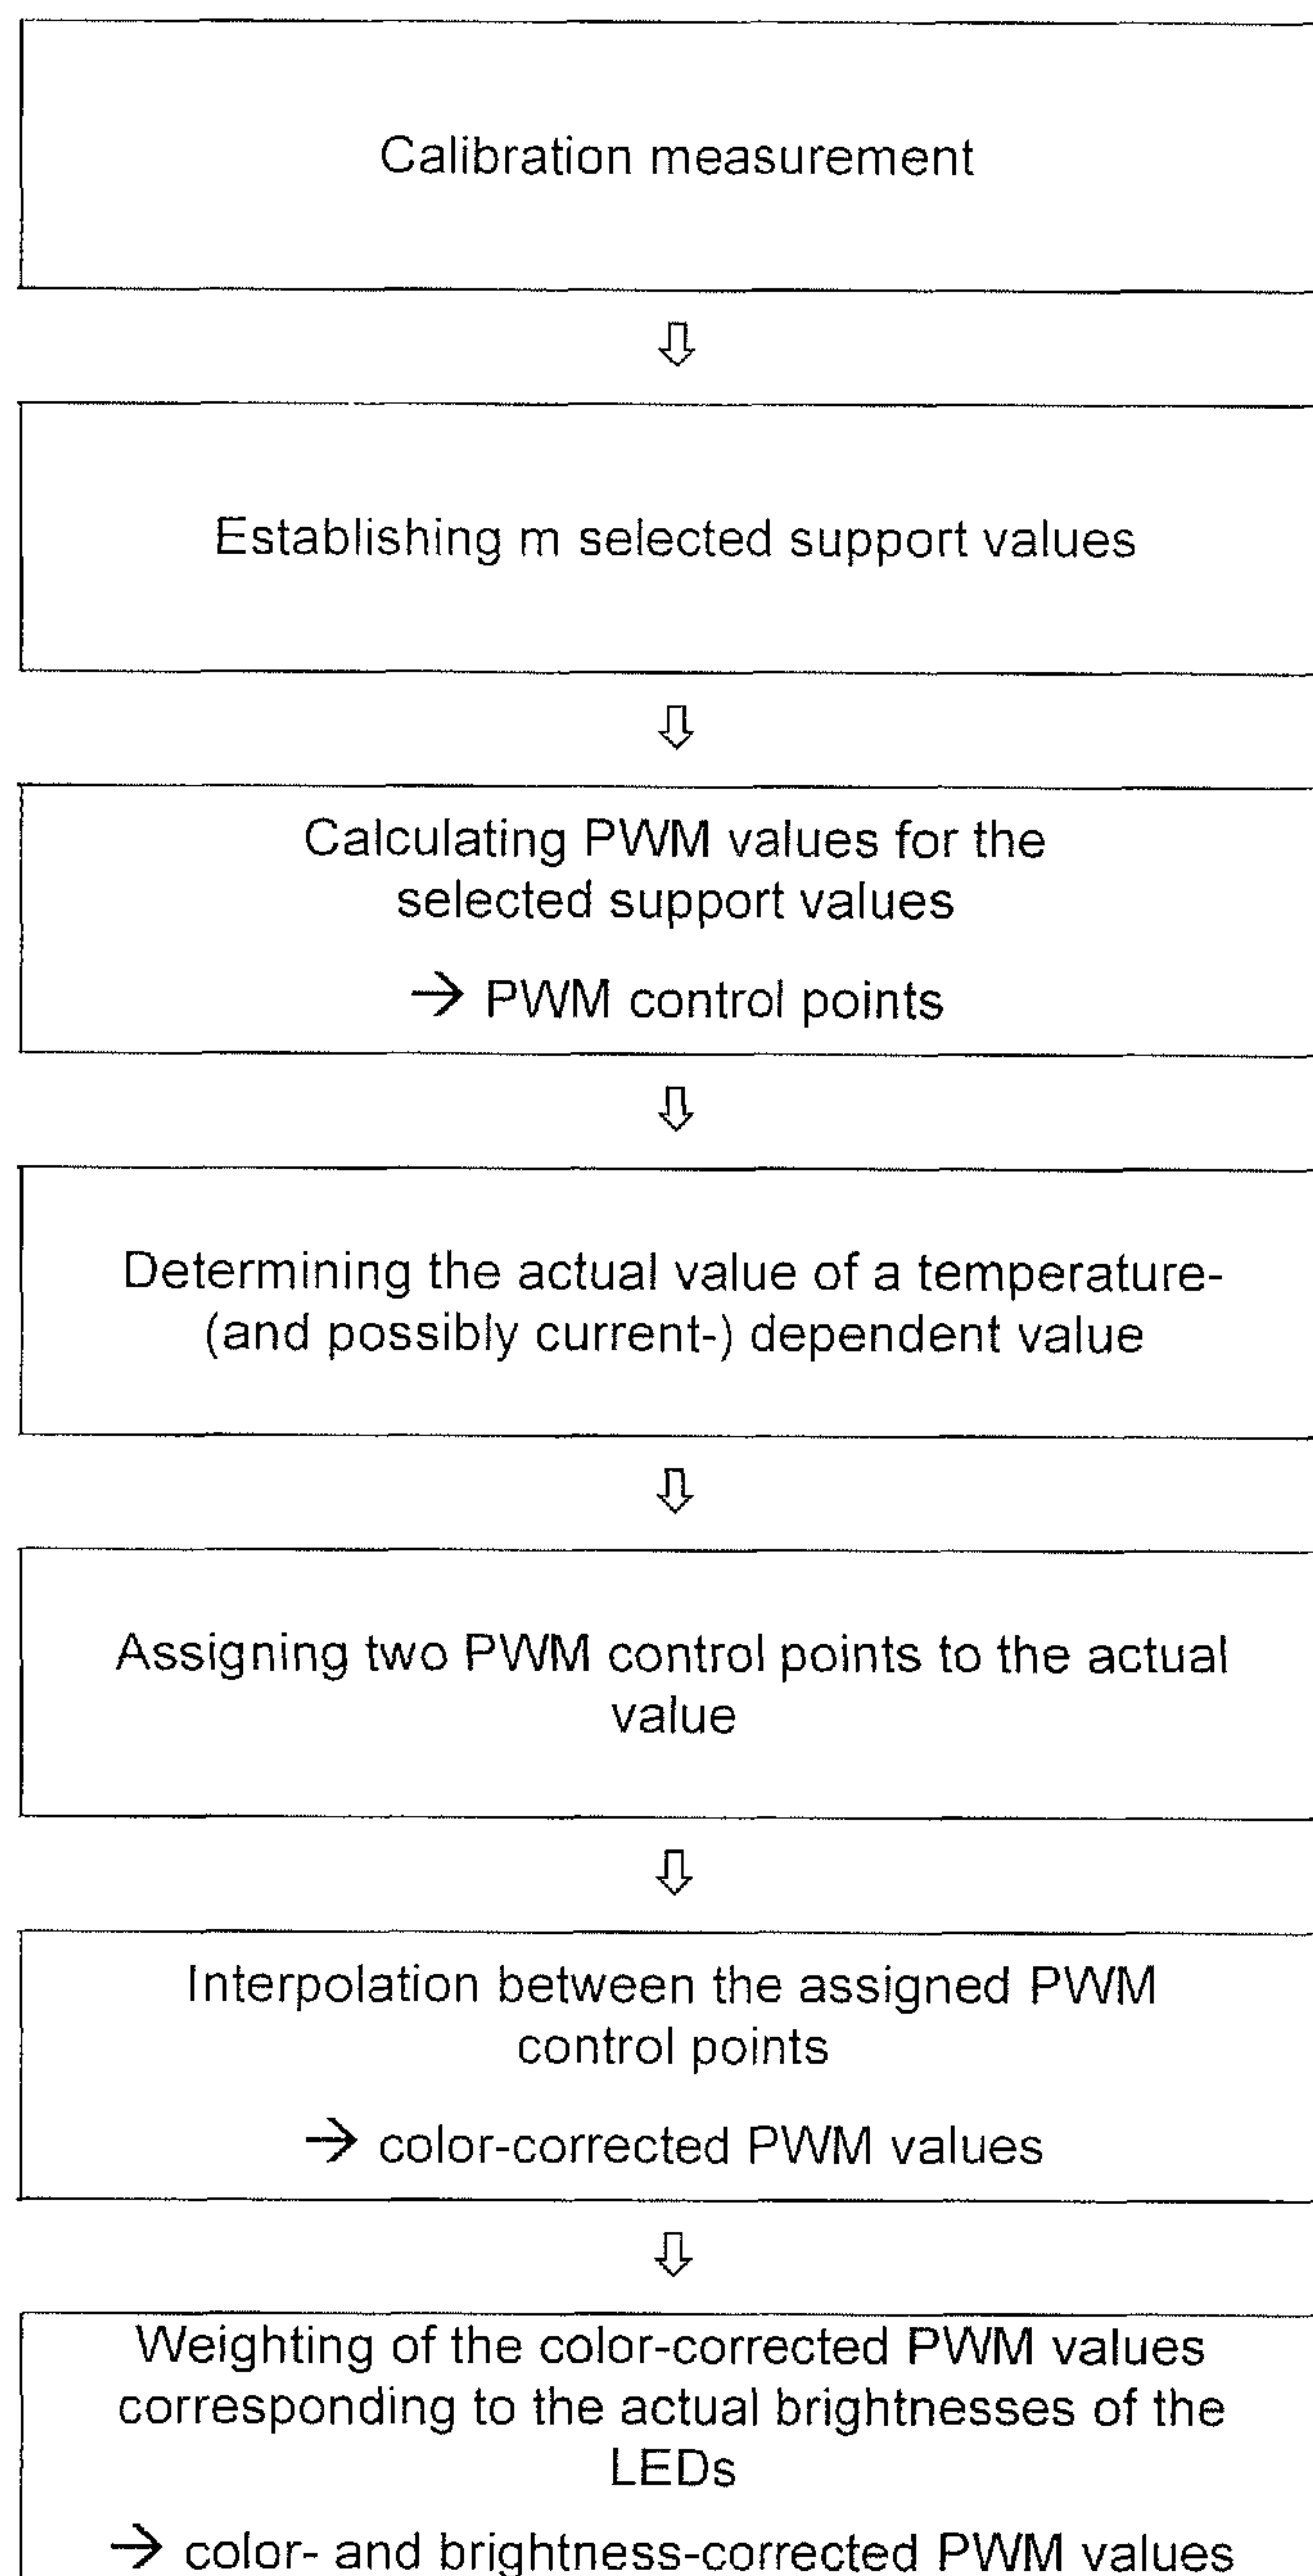 Calibration measurement
⇩
Establishing m selected support values
⇩
Calculating PWM values for the
selected support values
→ PWM control points
⇩
Determining the actual value of a temperature-
(and possibly current-) dependent value
⇩
Assigning two PWM control points to the actual
value
⇩
Interpolation between the assigned PWM
control points
→ color-corrected PWM values
⇩
Weighting of the color-corrected PWM values
corresponding to the actual brightnesses of the
LEDs
→ color- and brightness-corrected PWM values